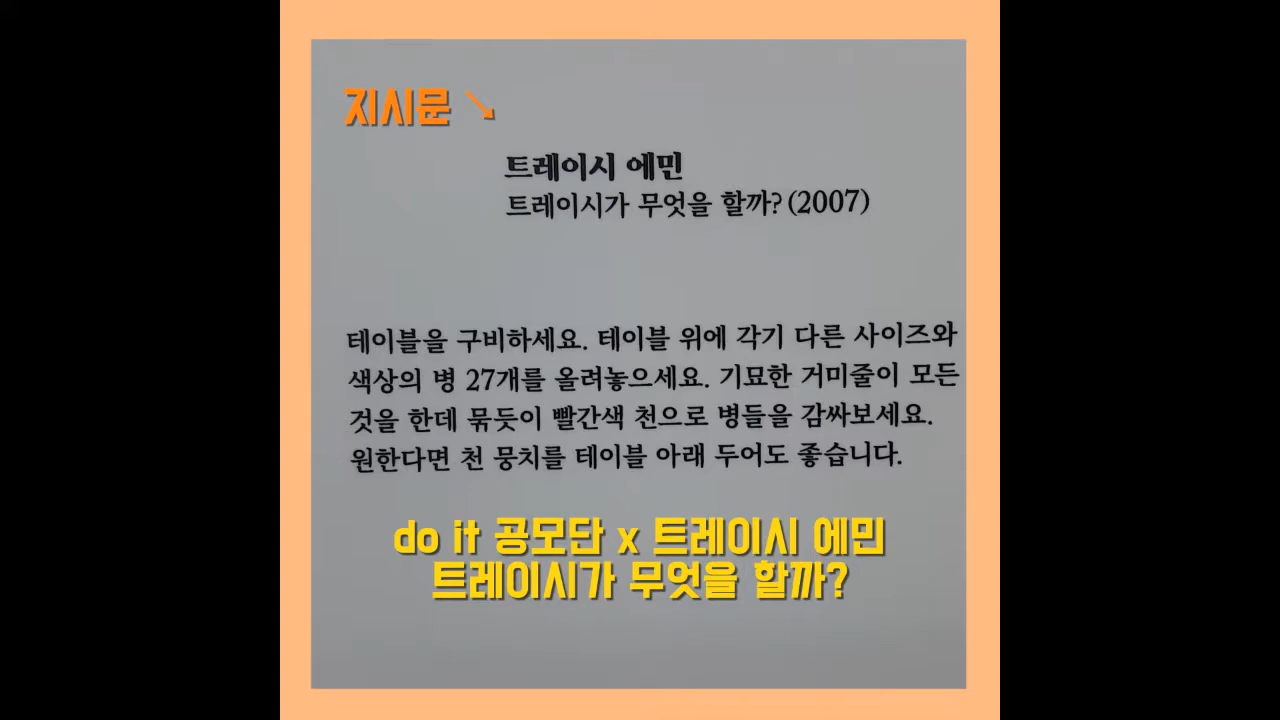 지시문 ↘
트레이시 에민
트레이시가 무엇을 할까? (2007)
테이블을 구비하세요. 테이블 위에 각기 다른 사이즈와
색상의 병 27개를 올려놓으세요. 기묘한 거미줄이 모든
것을 한데 묶듯이 빨간색 천으로 병들을 감싸보세요.
원한다면 천 뭉치를 테이블 아래 두어도 좋습니다.
do it 공모단 x 트레이시 에민
트레이시가 무엇을 할까?